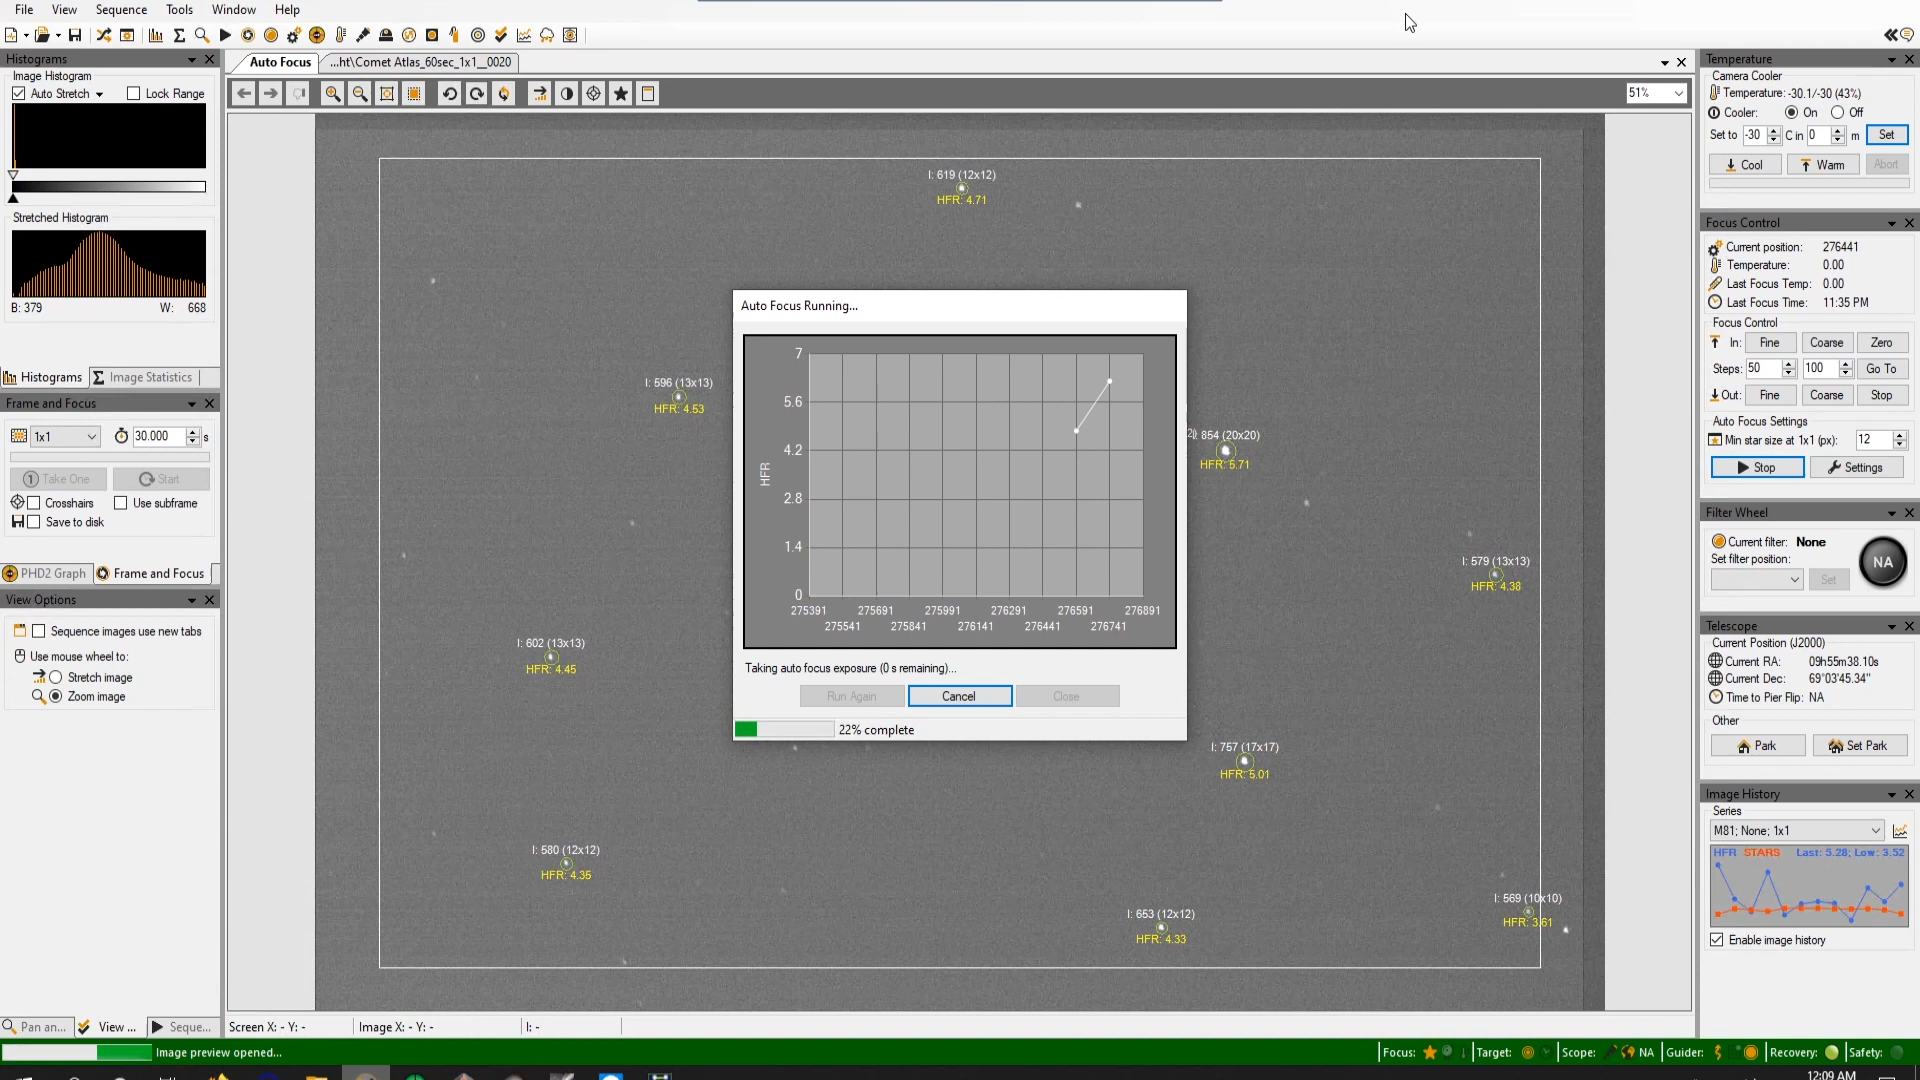 File View Sequence Tools Window Help
Histograms
Image Histogram
Auto Stretch Lock Range
Stretched Histogram
B: 379 W: 668
Histograms Image Statistics
Frame and Focus
1x1 30.000 s
Take One Start
Crosshairs Use subframe
Save to disk
PHD2 Graph Frame and Focus
View Options
Sequence images use new tabs
Use mouse wheel to:
Stretch image
Zoom image
Pan an... View ... Seque...
Auto Focus ...ht\Comet Atlas_60sec_1x1__0020
51%
I: 619 (12x12)
HFR: 4.71
I: 596 (13x13)
HFR: 4.53
I: 854 (20x20)
HFR: 5.71
I: 579 (13x13)
HFR: 4.38
I: 602 (13x13)
HFR: 4.45
I: 757 (17x17)
HFR: 5.01
I: 580 (12x12)
HFR: 4.35
I: 653 (12x12)
HFR: 4.33
I: 569 (10x10)
HFR: 3.61
Auto Focus Running...
7
5.6
4.2
2.8
1.4
0
HFR
275391 275691 275991 276291 276591 276891
275541 275841 276141 276441 276741
Taking auto focus exposure (0 s remaining)...
Run Again Cancel Close
22% complete
Screen X: - Y: - Image X: - Y: - I: -
Temperature
Camera Cooler
Temperature: -30.1/-30 (43%)
Cooler: On Off
Set to -30 C in 0 m Set
Cool Warm Abort
Focus Control
Current position: 276441
Temperature: 0.00
Last Focus Temp: 0.00
Last Focus Time: 11:35 PM
Focus Control
In: Fine Coarse Zero
Steps: 50 100 Go To
Out: Fine Coarse Stop
Auto Focus Settings
Min star size at 1x1 (px): 12
Stop Settings
Filter Wheel
Current filter: None
Set filter position:
Set
NA
Telescope
Current Position (J2000)
Current RA: 09h55m38.10s
Current Dec: 69°03'45.34"
Time to Pier Flip: NA
Other
Park Set Park
Image History
Series
M81; None; 1x1
HFR STARS Last: 5.28; Low: 3.52
Enable image history
Image preview opened... Focus: Target: Scope: NA Guider: Recovery: Safety:
12:09 AM